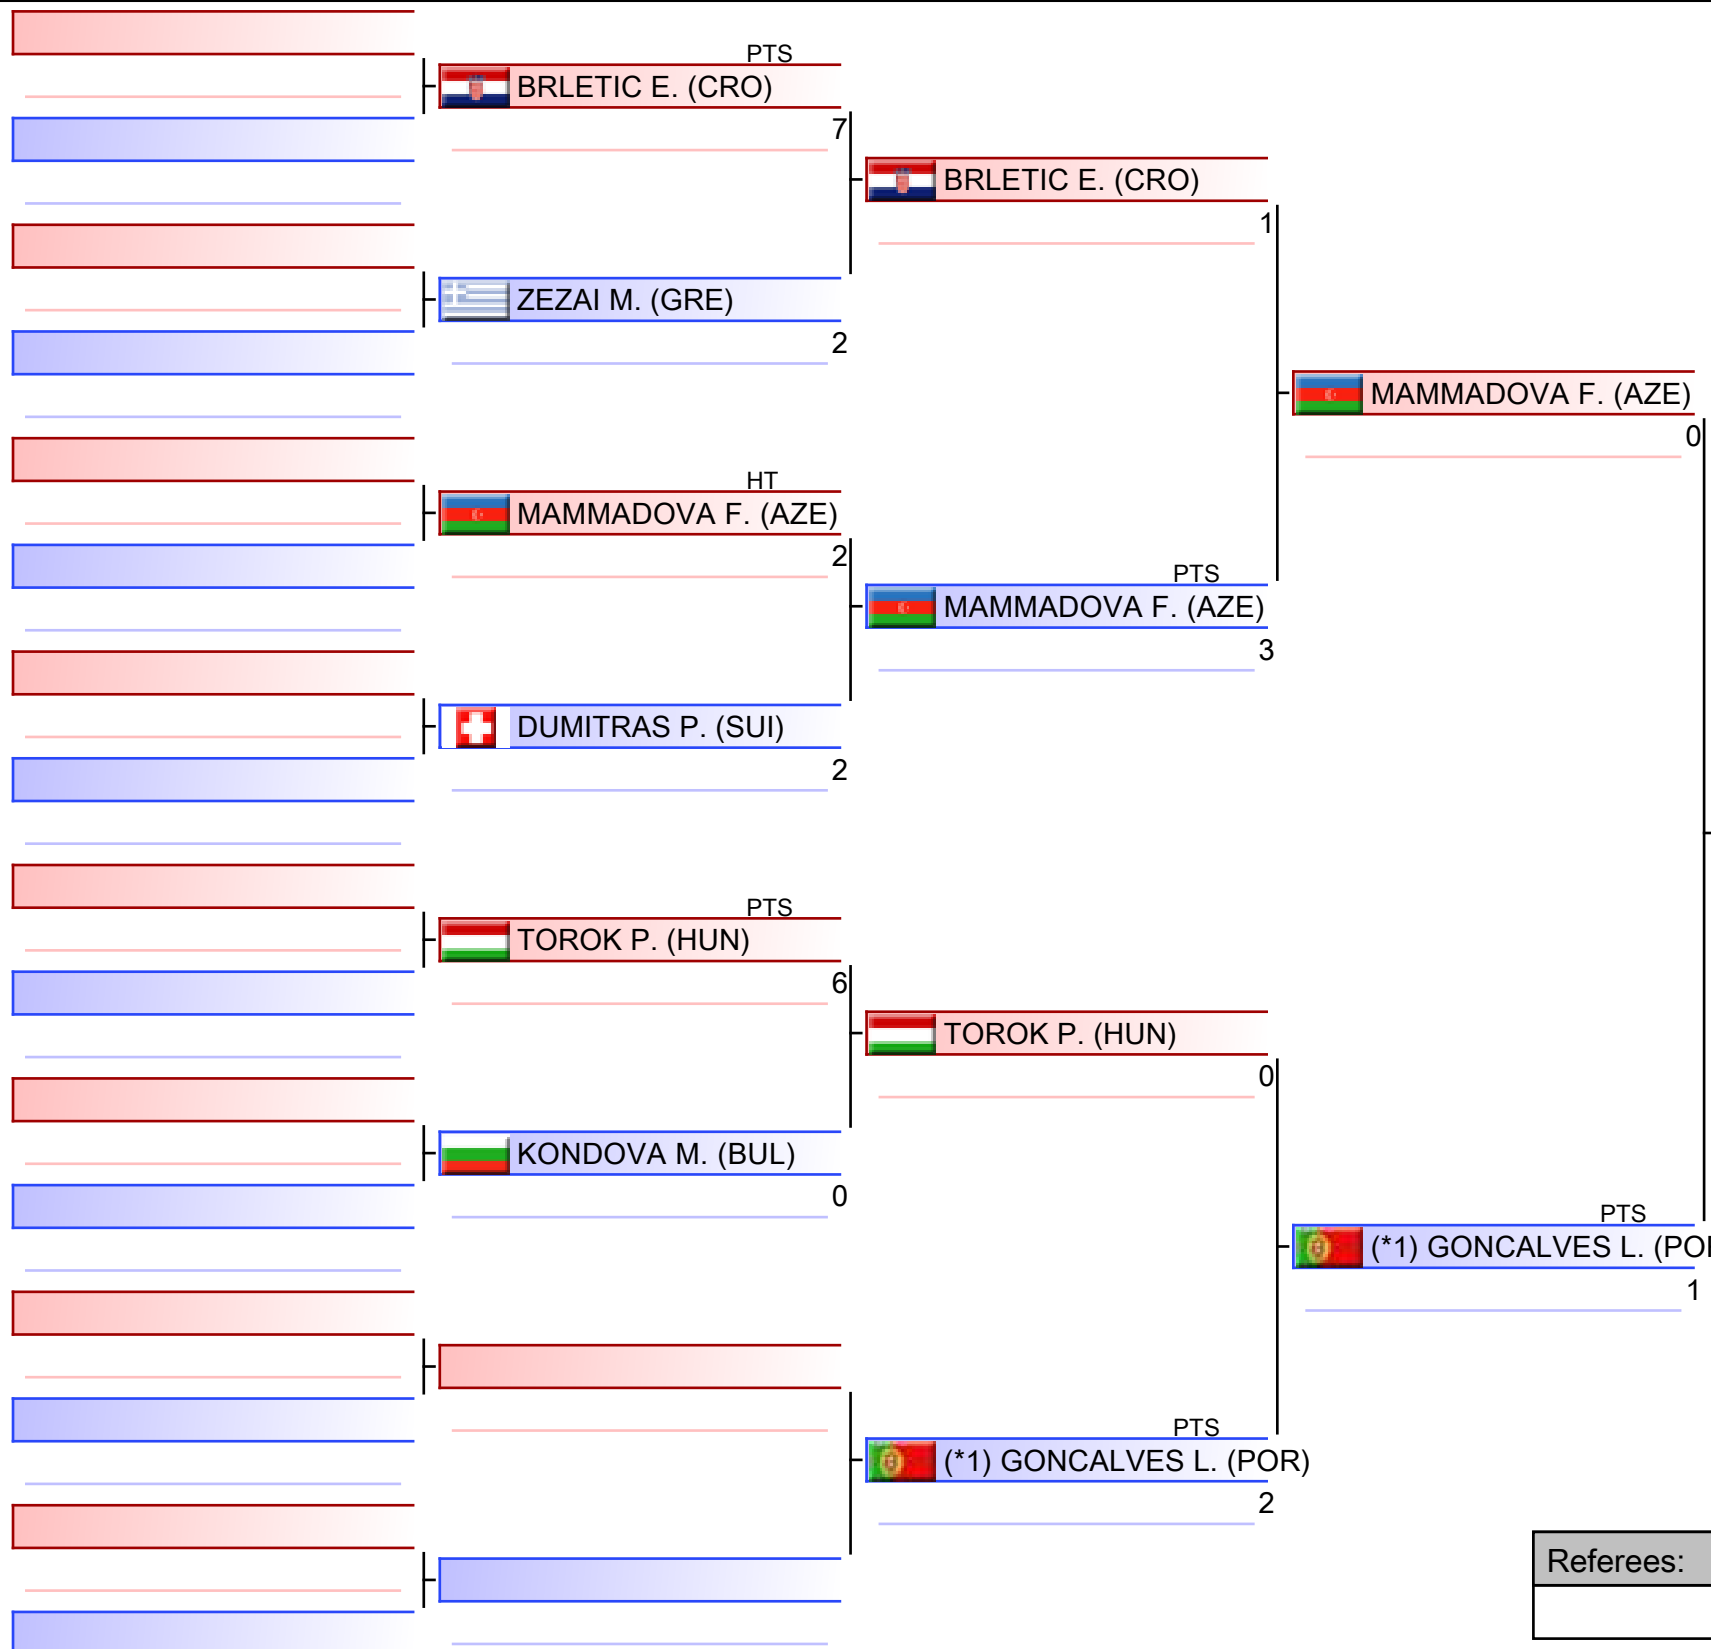 PTS
BRLETIC E. (CRO)
7
BRLETIC E. (CRO)
1
ZEZAI M. (GRE)
2
MAMMADOVA F. (AZE)
0
HT
MAMMADOVA F. (AZE)
2
PTS
MAMMADOVA F. (AZE)
3
DUMITRAS P. (SUI)
2
PTS
TOROK P. (HUN)
6
TOROK P. (HUN)
0
KONDOVA M. (BUL)
0
PTS
(*1) GONCALVES L. (POR
1
PTS
(*1) GONCALVES L. (POR)
2
Referees: